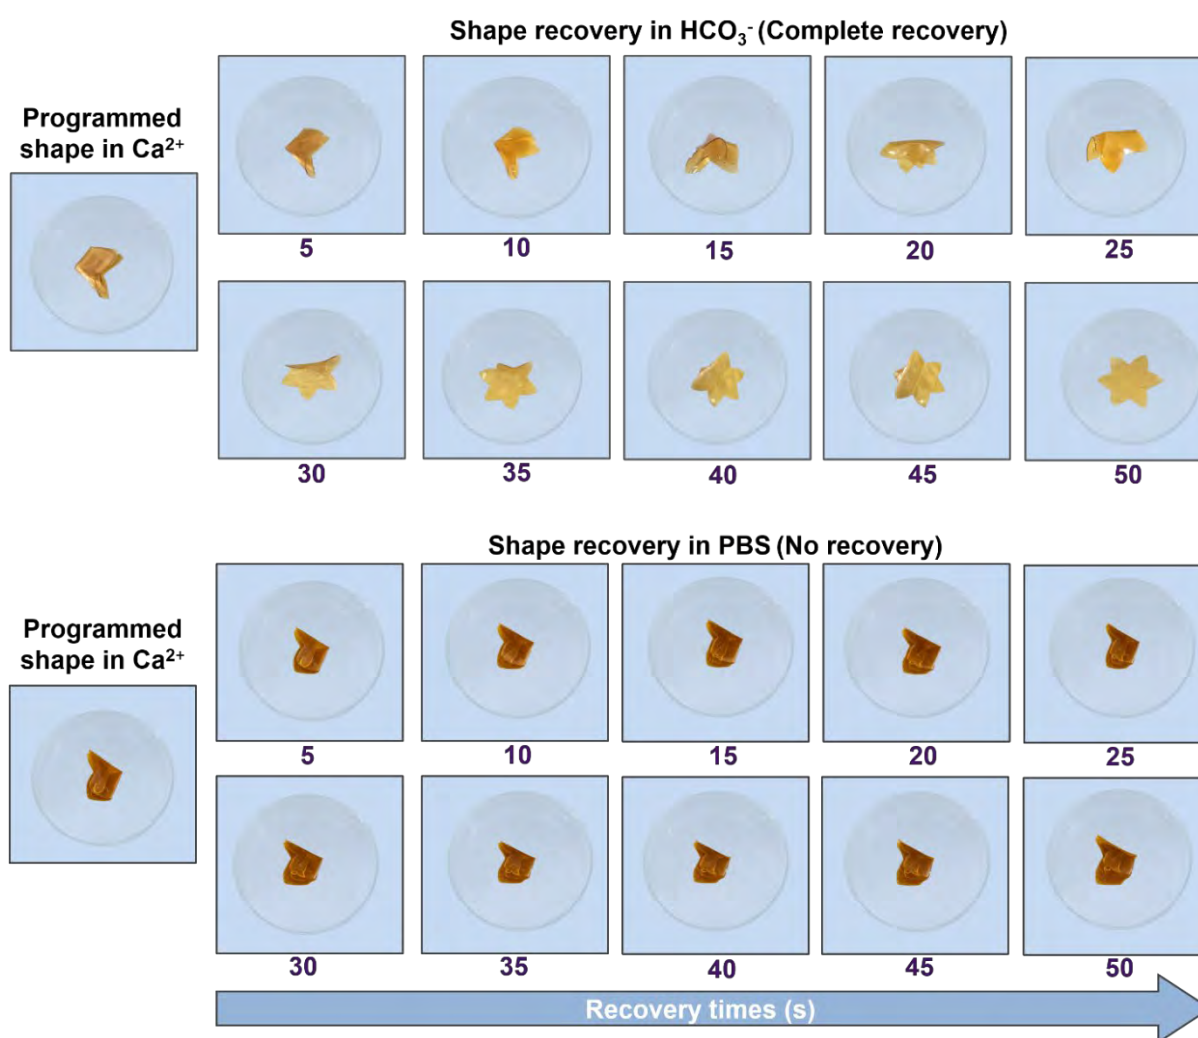 Shape recovery in HCO₃⁻ (Complete recovery)
Programmed
shape in Ca²⁺
5 10 15 20 25
30 35 40 45 50
Shape recovery in PBS (No recovery)
Programmed
shape in Ca²⁺
5 10 15 20 25
30 35 40 45 50
Recovery times (s)